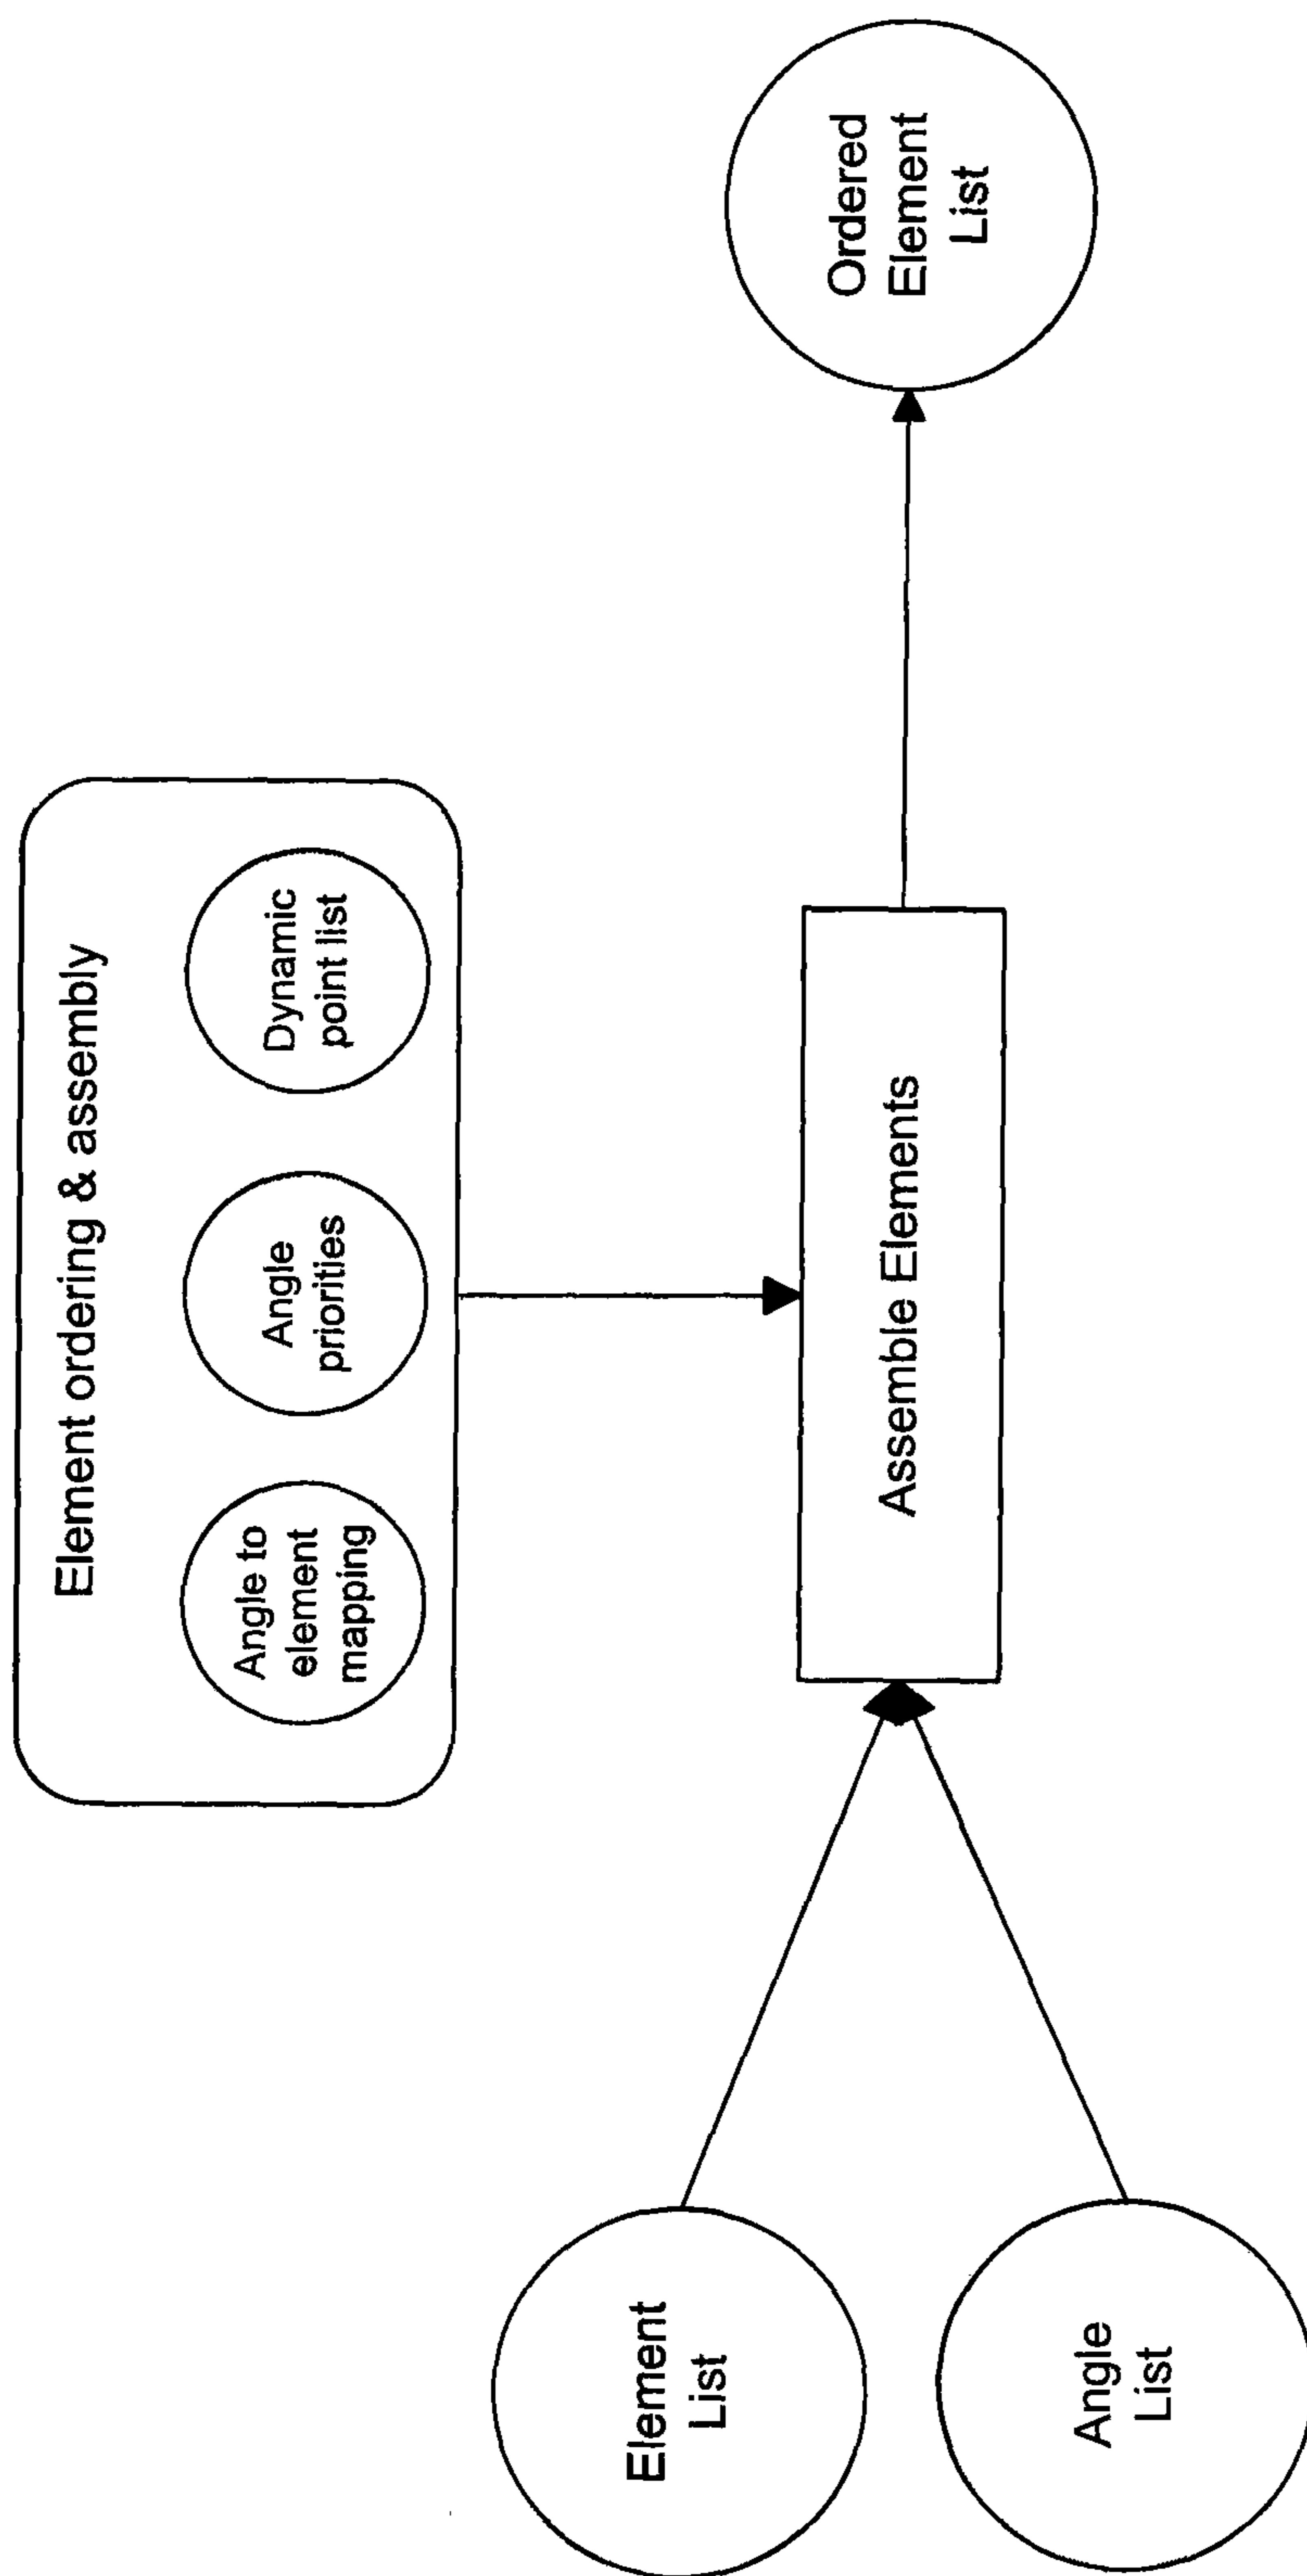 Element ordering & assembly
Angle to
element
mapping
Angle
priorities
Dynamic
point list
Element
List
Angle
List
Assemble Elements
Ordered
Element
List